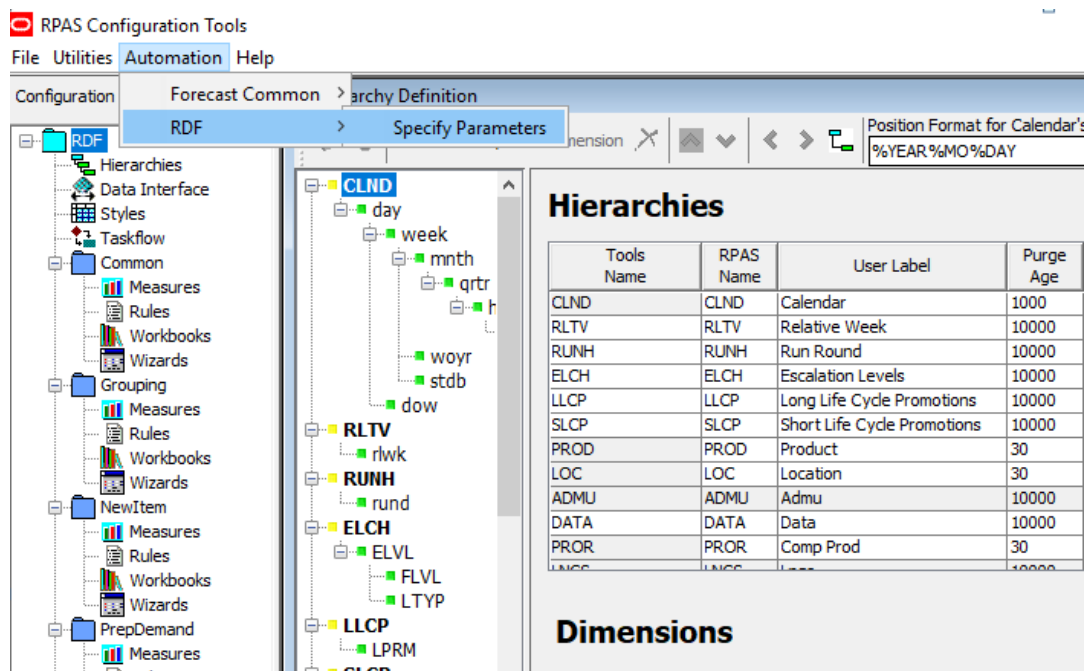 RPAS Configuration Tools
File Utilities Automation Help
Configuration
Forecast Common >
RDF >
Specify Parameters
archy Definition
mension
Position Format for Calendar's
%YEAR%MO%DAY
RDF
Hierarchies
Data Interface
Styles
Taskflow
Common
Measures
Rules
Workbooks
Wizards
Grouping
Measures
Rules
Workbooks
Wizards
NewItem
Measures
Rules
Workbooks
Wizards
PrepDemand
Measures
CLND
day
week
mnth
qrtr
h
woyr
stdb
dow
RLTV
rlwk
RUNH
rund
ELCH
ELVL
FLVL
LTYP
LLCP
LPRM
SLCP
Hierarchies
Tools Name RPAS Name User Label Purge Age
CLND CLND Calendar 1000
RLTV RLTV Relative Week 10000
RUNH RUNH Run Round 10000
ELCH ELCH Escalation Levels 10000
LLCP LLCP Long Life Cycle Promotions 10000
SLCP SLCP Short Life Cycle Promotions 10000
PROD PROD Product 30
LOC LOC Location 30
ADMU ADMU Admu 10000
DATA DATA Data 10000
PROR PROR Comp Prod 30
Dimensions